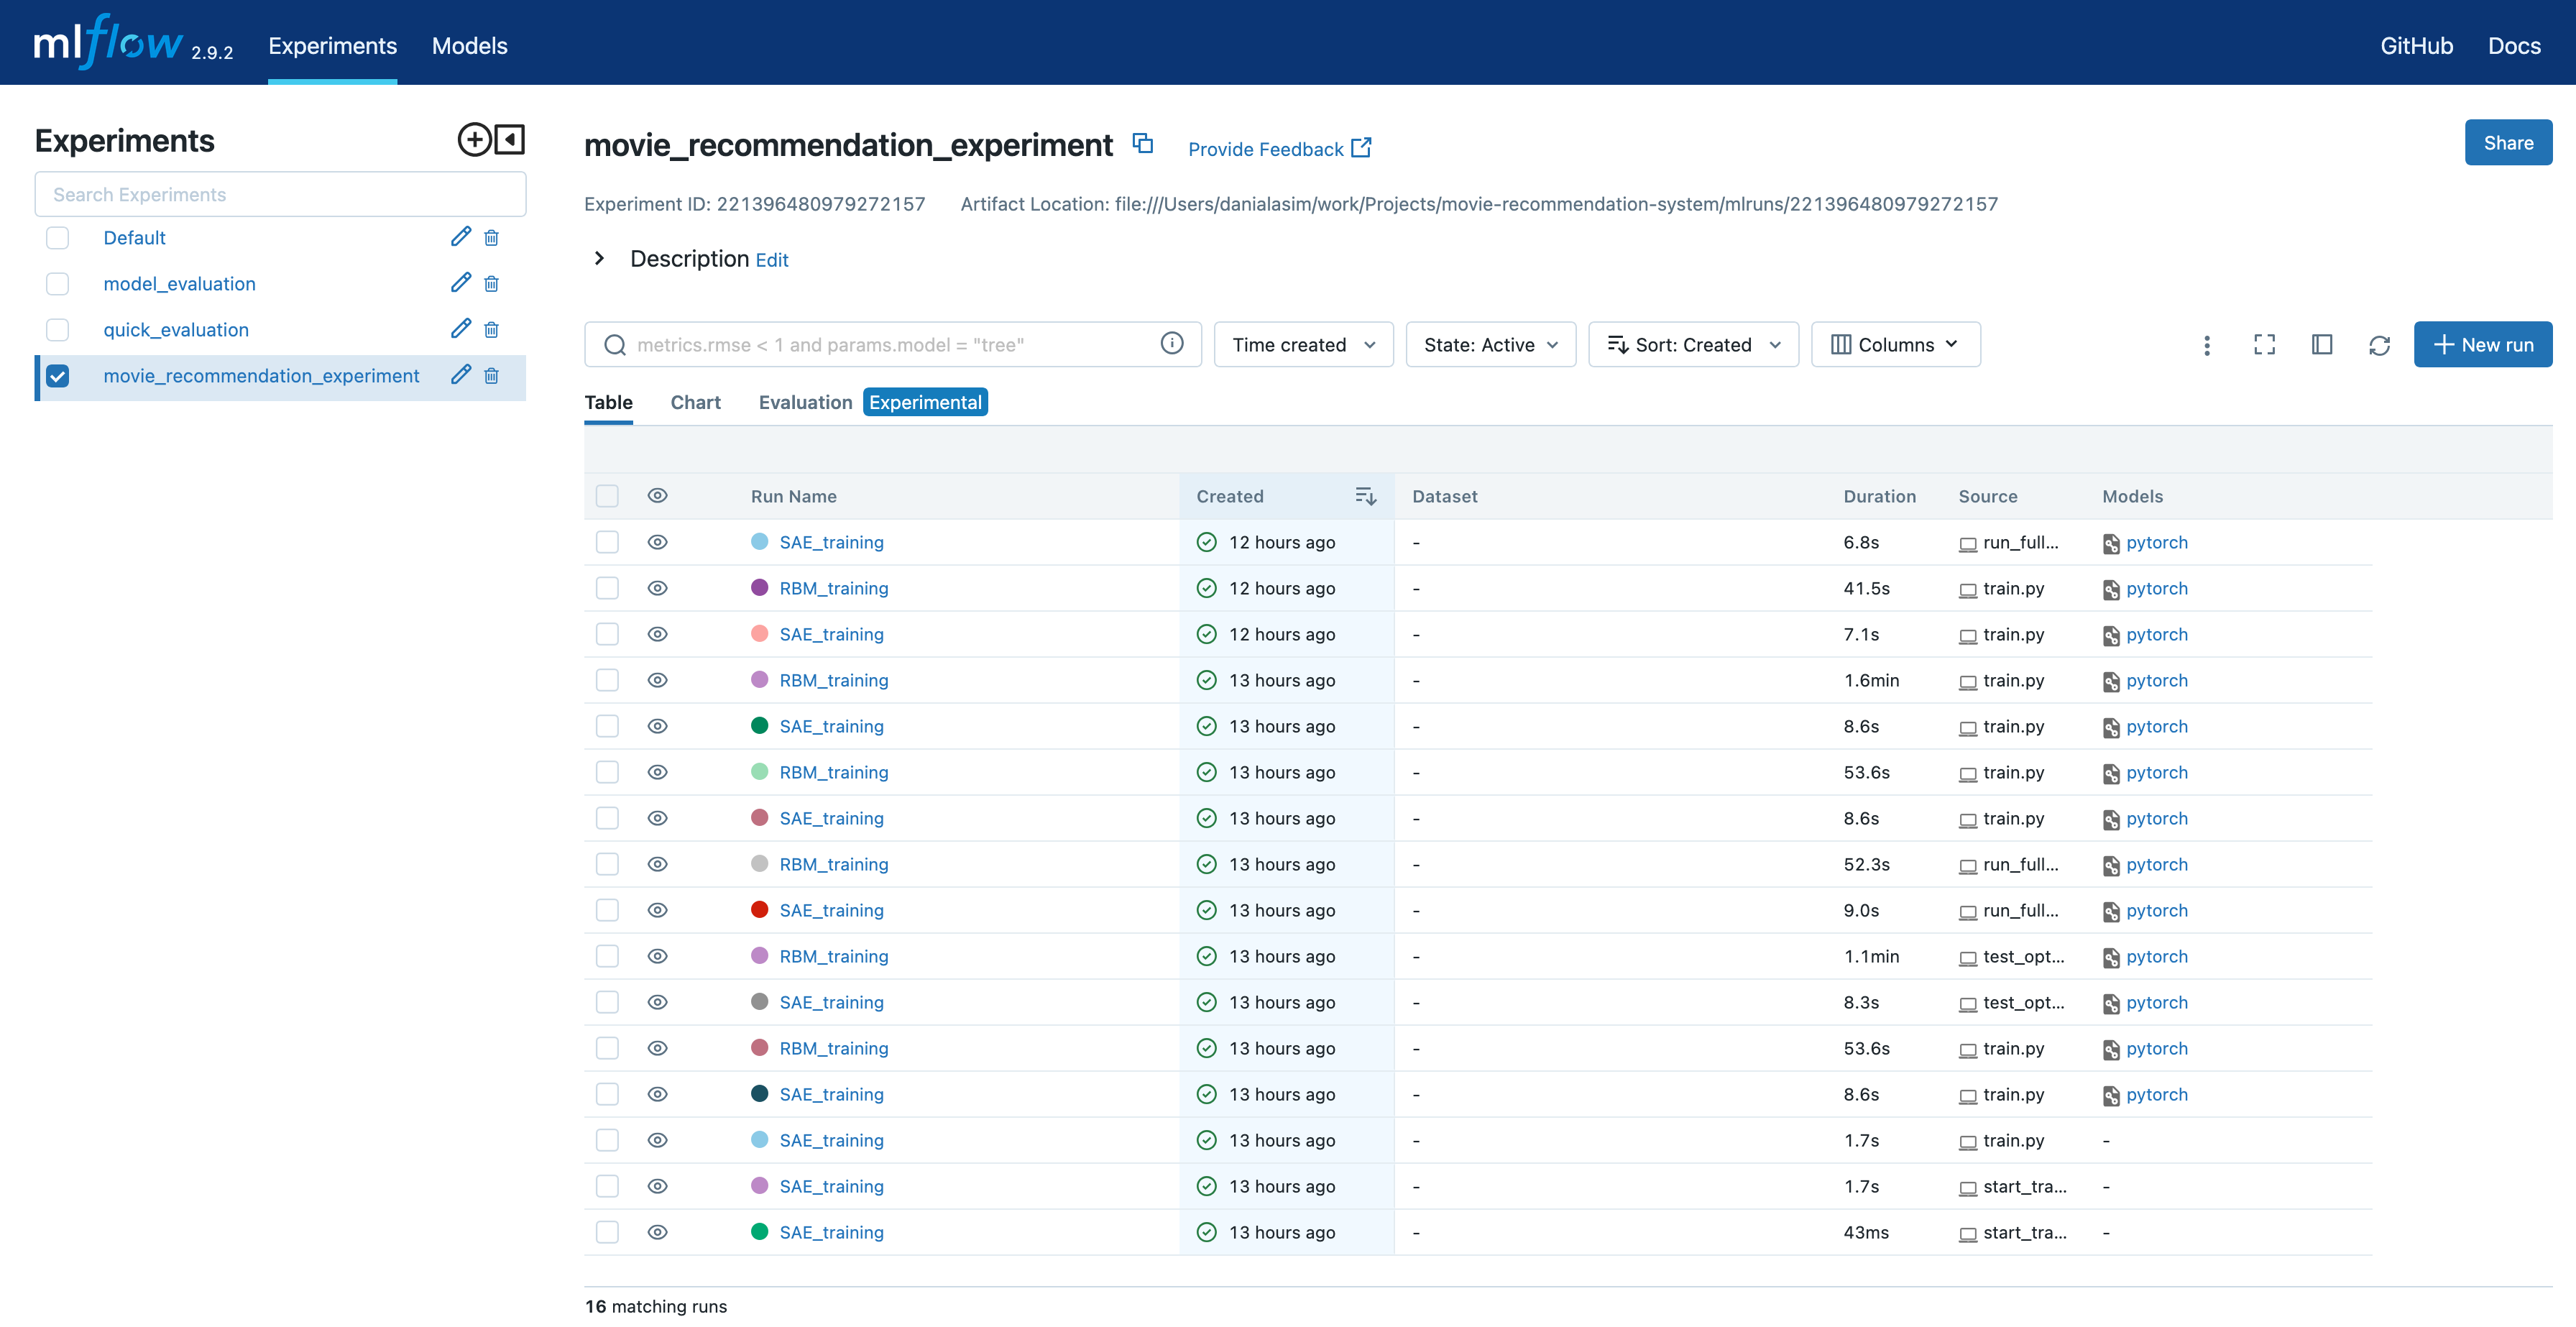 mlflow 2.9.2 Experiments Models GitHub Docs
Experiments
Search Experiments
Default
model_evaluation
quick_evaluation
movie_recommendation_experiment
movie_recommendation_experiment Provide Feedback Share
Experiment ID: 221396480979272157 Artifact Location: file:///Users/danialasim/work/Projects/movie-recommendation-system/mlruns/221396480979272157
Description Edit
metrics.rmse < 1 and params.model = "tree" Time created State: Active Sort: Created Columns New run
Table Chart Evaluation Experimental
Run Name Created Dataset Duration Source Models
SAE_training 12 hours ago - 6.8s run_full... pytorch
RBM_training 12 hours ago - 41.5s train.py pytorch
SAE_training 12 hours ago - 7.1s train.py pytorch
RBM_training 13 hours ago - 1.6min train.py pytorch
SAE_training 13 hours ago - 8.6s train.py pytorch
RBM_training 13 hours ago - 53.6s train.py pytorch
SAE_training 13 hours ago - 8.6s train.py pytorch
RBM_training 13 hours ago - 52.3s run_full... pytorch
SAE_training 13 hours ago - 9.0s run_full... pytorch
RBM_training 13 hours ago - 1.1min test_opt... pytorch
SAE_training 13 hours ago - 8.3s test_opt... pytorch
RBM_training 13 hours ago - 53.6s train.py pytorch
SAE_training 13 hours ago - 8.6s train.py pytorch
SAE_training 13 hours ago - 1.7s train.py -
SAE_training 13 hours ago - 1.7s start_tra... -
SAE_training 13 hours ago - 43ms start_tra... -
16 matching runs